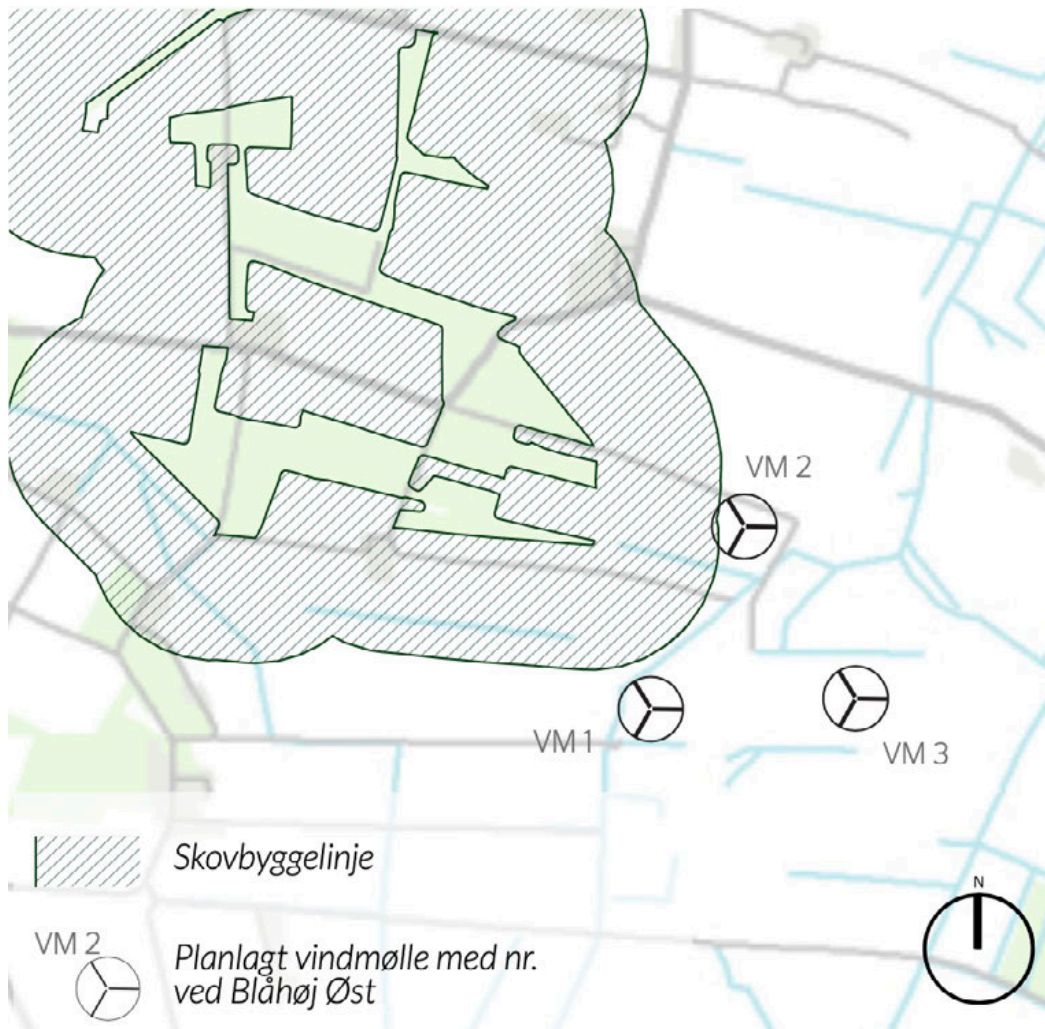 VM 2
VM 1
VM 3
Skovbyggelinje
N
VM 2
Planlagt vindmølle med nr.
ved Blåhøj Øst